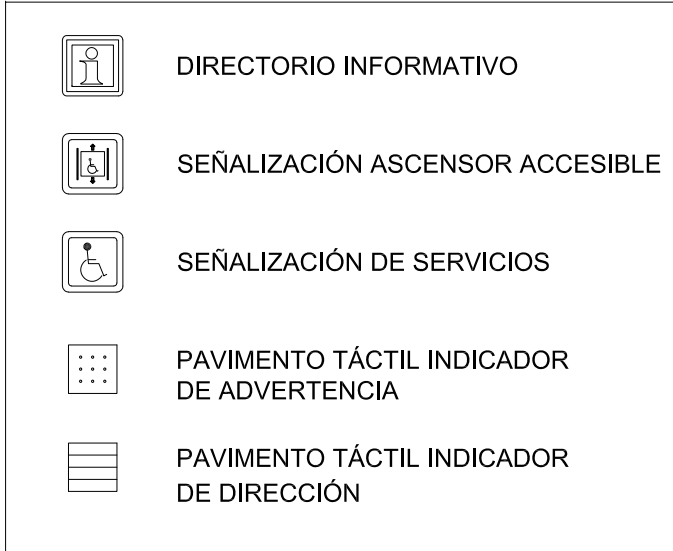 DIRECTORIO INFORMATIVO
SEÑALIZACIÓN ASCENSOR ACCESIBLE
SEÑALIZACIÓN DE SERVICIOS
PAVIMENTO TÁCTIL INDICADOR
DE ADVERTENCIA
PAVIMENTO TÁCTIL INDICADOR
DE DIRECCIÓN